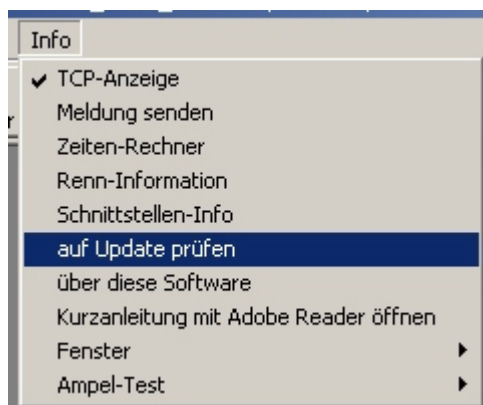 Info
TCP-Anzeige
Meldung senden
Zeiten-Rechner
Renn-Information
Schnittstellen-Info
auf Update prüfen
über diese Software
Kurzanleitung mit Adobe Reader öffnen
Fenster
Ampel-Test